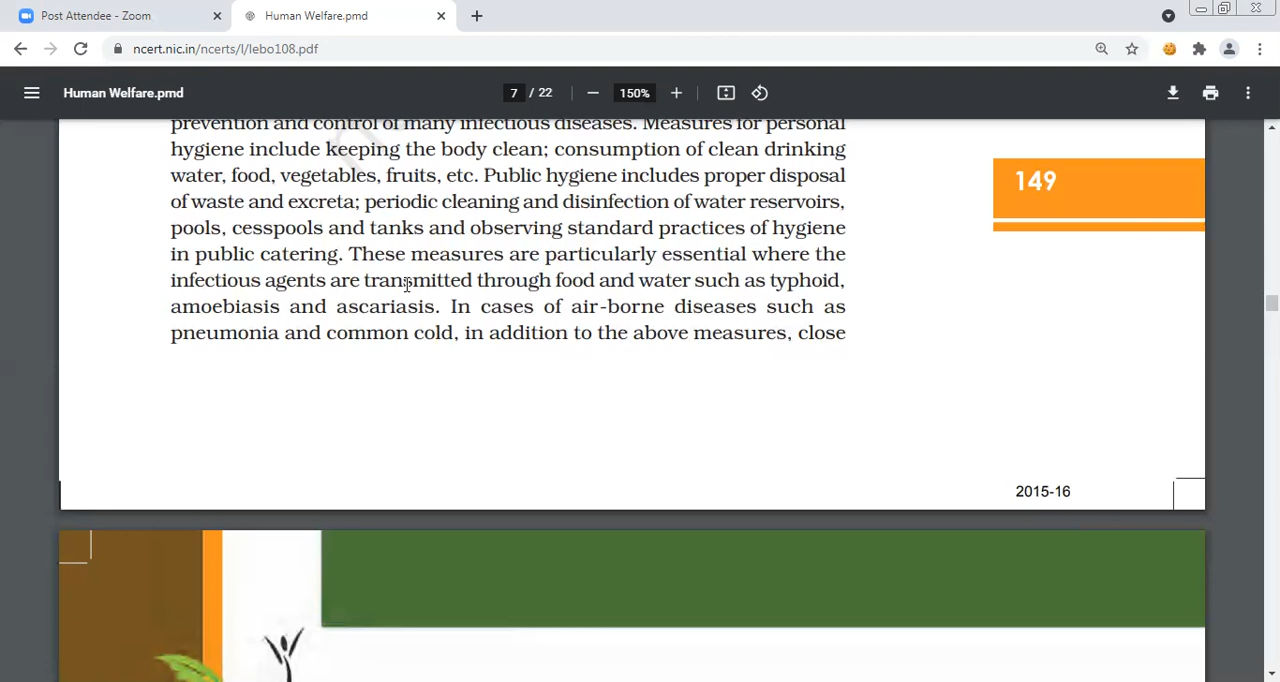 Post Attendee - Zoom
Human Welfare.pmd
ncert.nic.in/ncerts/l/lebo108.pdf
Human Welfare.pmd
7 / 22
150%
prevention and control of many infectious diseases. Measures for personal
hygiene include keeping the body clean; consumption of clean drinking
water, food, vegetables, fruits, etc. Public hygiene includes proper disposal
of waste and excreta; periodic cleaning and disinfection of water reservoirs,
pools, cesspools and tanks and observing standard practices of hygiene
in public catering. These measures are particularly essential where the
infectious agents are transmitted through food and water such as typhoid,
amoebiasis and ascariasis. In cases of air-borne diseases such as
pneumonia and common cold, in addition to the above measures, close
149
2015-16